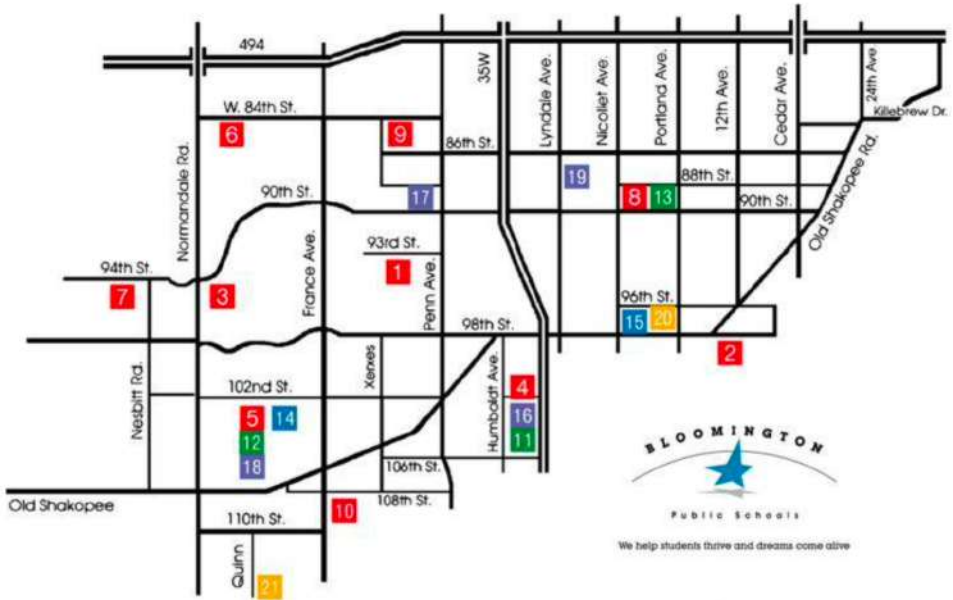 494
35W
Lyndale Ave.
Nicollet Ave.
Portland Ave.
12th Ave.
Cedar Ave.
24th Ave.
Killebrew Dr.
W. 84th St.
6
9
86th St.
Normandale Rd.
90th St.
17
19
8
13
88th St.
90th St.
Old Shakopee Rd.
France Ave.
93rd St.
Penn Ave.
94th St.
7
3
1
96th St.
15
20
98th St.
2
Nesbitt Rd.
Xerxes
Humboldt Ave.
102nd St.
4
5
14
16
12
11
18
106th St.
Old Shakopee
108th St.
10
110th St.
Quinn
21
BLOOMINGTON
Public Schools
We help students thrive and dreams come alive